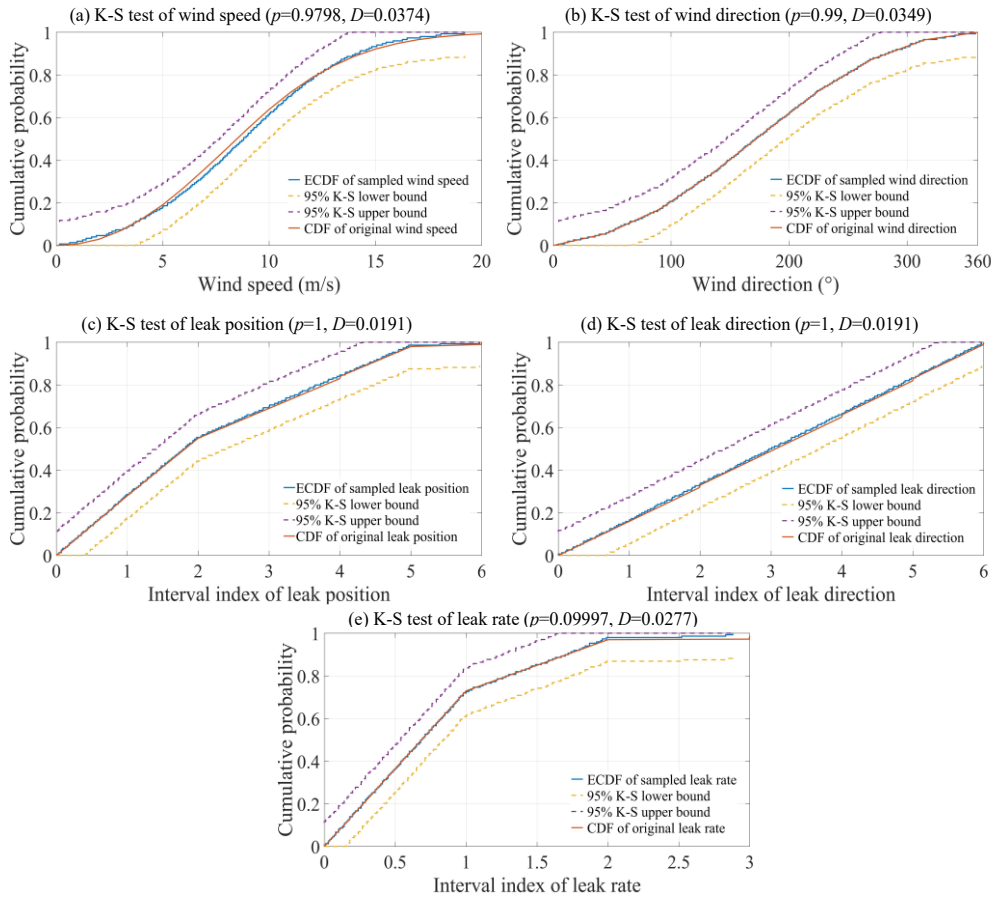 (a) K-S test of wind speed (p=0.9798, D=0.0374)
Cumulative probability
1
0.8
0.6
0.4
0.2
0
ECDF of sampled wind speed
95% K-S lower bound
95% K-S upper bound
CDF of original wind speed
0 5 10 15 20
Wind speed (m/s)
(b) K-S test of wind direction (p=0.99, D=0.0349)
Cumulative probability
1
0.8
0.6
0.4
0.2
0
ECDF of sampled wind direction
95% K-S lower bound
95% K-S upper bound
CDF of original wind direction
0 100 200 300 360
Wind direction (°)
(c) K-S test of leak position (p=1, D=0.0191)
Cumulative probability
1
0.8
0.6
0.4
0.2
0
ECDF of sampled leak position
95% K-S lower bound
95% K-S upper bound
CDF of original leak position
0 1 2 3 4 5 6
Interval index of leak position
(d) K-S test of leak direction (p=1, D=0.0191)
Cumulative probability
1
0.8
0.6
0.4
0.2
0
ECDF of sampled leak direction
95% K-S lower bound
95% K-S upper bound
CDF of original leak direction
0 1 2 3 4 5 6
Interval index of leak direction
(e) K-S test of leak rate (p=0.09997, D=0.0277)
Cumulative probability
1
0.8
0.6
0.4
0.2
0
ECDF of sampled leak rate
95% K-S lower bound
95% K-S upper bound
CDF of original leak rate
0 0.5 1 1.5 2 2.5 3
Interval index of leak rate